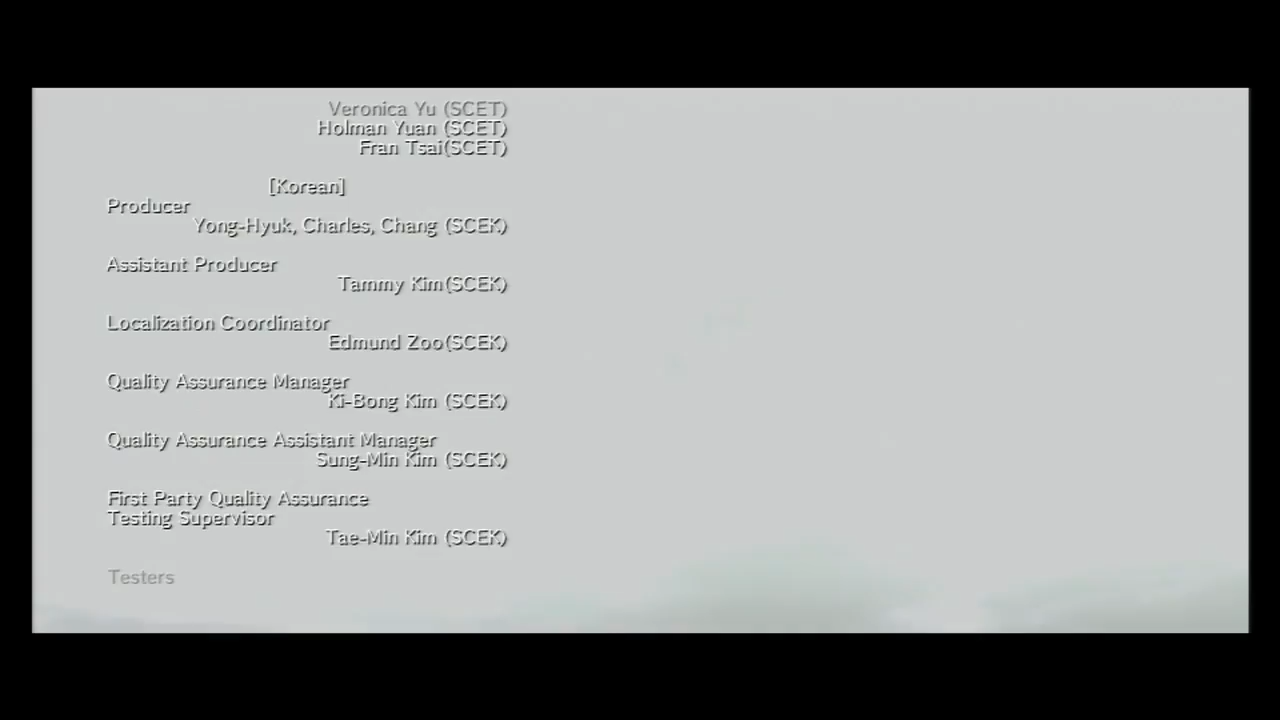 Veronica Yu (SCET)
Holman Yuan (SCET)
Fran Tsai(SCET)
[Korean]
Producer
Yong-Hyuk, Charles, Chang (SCEK)
Assistant Producer
Tammy Kim(SCEK)
Localization Coordinator
Edmund Zoo(SCEK)
Quality Assurance Manager
Ki-Bong Kim (SCEK)
Quality Assurance Assistant Manager
Sung-Min Kim (SCEK)
First Party Quality Assurance
Testing Supervisor
Tae-Min Kim (SCEK)
Testers